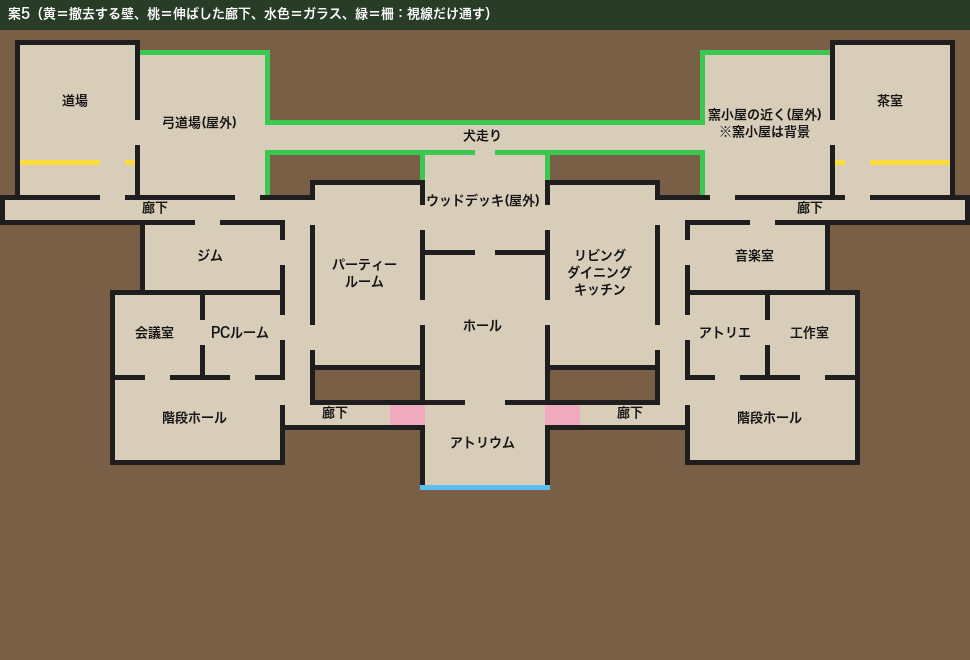 案5（黄＝撤去する壁、桃＝伸ばした廊下、水色＝ガラス、緑＝柵：視線だけ通す）
道場
弓道場(屋外)
犬走り
窯小屋の近く(屋外)
※窯小屋は背景
茶室
廊下
ウッドデッキ(屋外)
廊下
ジム
パーティー
ルーム
リビング
ダイニング
キッチン
音楽室
会議室
PCルーム
ホール
アトリエ
工作室
階段ホール
廊下
アトリウム
廊下
階段ホール